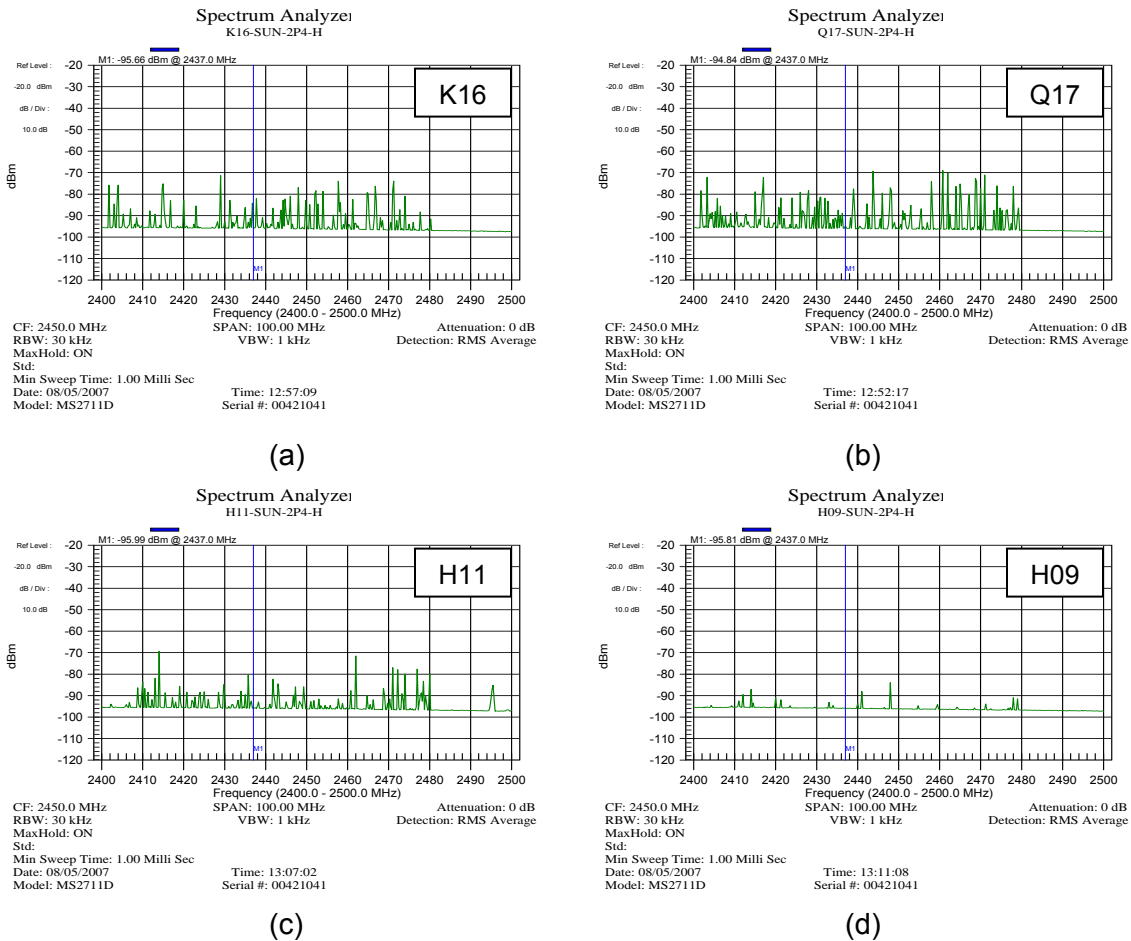 Spectrum Analyzer
K16-SUN-2P4-H
M1: -95.66 dBm @ 2437.0 MHz
Ref Level :
-20.0 dBm
dB / Div :
10.0 dB
dBm
-20
-30
-40
-50
-60
-70
-80
-90
-100
-110
-120
K16
M1
2400 2410 2420 2430 2440 2450 2460 2470 2480 2490 2500
Frequency (2400.0 - 2500.0 MHz)
CF: 2450.0 MHz SPAN: 100.00 MHz Attenuation: 0 dB
RBW: 30 kHz VBW: 1 kHz Detection: RMS Average
MaxHold: ON
Std:
Min Sweep Time: 1.00 Milli Sec
Date: 08/05/2007 Time: 12:57:09
Model: MS2711D Serial #: 00421041
(a)
Spectrum Analyzer
Q17-SUN-2P4-H
M1: -94.84 dBm @ 2437.0 MHz
Ref Level :
-20.0 dBm
dB / Div :
10.0 dB
dBm
-20
-30
-40
-50
-60
-70
-80
-90
-100
-110
-120
Q17
M1
2400 2410 2420 2430 2440 2450 2460 2470 2480 2490 2500
Frequency (2400.0 - 2500.0 MHz)
CF: 2450.0 MHz SPAN: 100.00 MHz Attenuation: 0 dB
RBW: 30 kHz VBW: 1 kHz Detection: RMS Average
MaxHold: ON
Std:
Min Sweep Time: 1.00 Milli Sec
Date: 08/05/2007 Time: 12:52:17
Model: MS2711D Serial #: 00421041
(b)
Spectrum Analyzer
H11-SUN-2P4-H
M1: -95.99 dBm @ 2437.0 MHz
Ref Level :
-20.0 dBm
dB / Div :
10.0 dB
dBm
-20
-30
-40
-50
-60
-70
-80
-90
-100
-110
-120
H11
M1
2400 2410 2420 2430 2440 2450 2460 2470 2480 2490 2500
Frequency (2400.0 - 2500.0 MHz)
CF: 2450.0 MHz SPAN: 100.00 MHz Attenuation: 0 dB
RBW: 30 kHz VBW: 1 kHz Detection: RMS Average
MaxHold: ON
Std:
Min Sweep Time: 1.00 Milli Sec
Date: 08/05/2007 Time: 13:07:02
Model: MS2711D Serial #: 00421041
(c)
Spectrum Analyzer
H09-SUN-2P4-H
M1: -95.81 dBm @ 2437.0 MHz
Ref Level :
-20.0 dBm
dB / Div :
10.0 dB
dBm
-20
-30
-40
-50
-60
-70
-80
-90
-100
-110
-120
H09
M1
2400 2410 2420 2430 2440 2450 2460 2470 2480 2490 2500
Frequency (2400.0 - 2500.0 MHz)
CF: 2450.0 MHz SPAN: 100.00 MHz Attenuation: 0 dB
RBW: 30 kHz VBW: 1 kHz Detection: RMS Average
MaxHold: ON
Std:
Min Sweep Time: 1.00 Milli Sec
Date: 08/05/2007 Time: 13:11:08
Model: MS2711D Serial #: 00421041
(d)